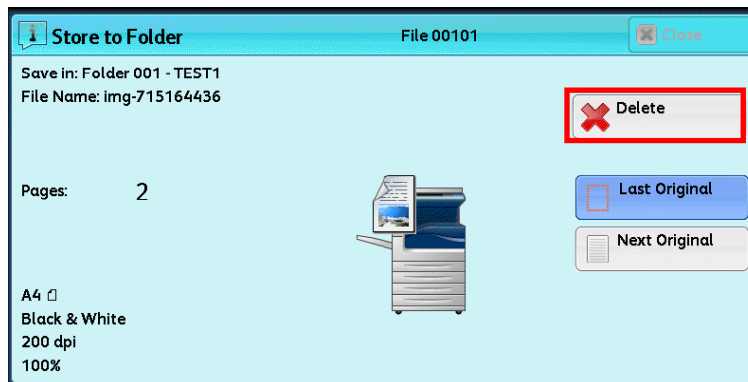 Store to Folder
File 00101
Close
Save in: Folder 001 - TEST1
File Name: img-715164436
Delete
Pages: 2
Last Original
Next Original
A4
Black & White
200 dpi
100%